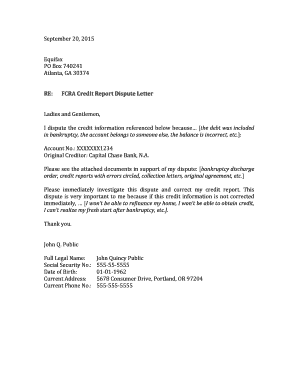 September 20, 2015
Equifax
PO Box 740241
Atlanta, GA 30374
RE: FCRA Credit Report Dispute Letter
Ladies and Gentlemen,
I dispute the credit information referenced below because... [the debt was included
in bankruptcy, the account belongs to someone else, the balance is incorrect, etc.]:
Account No.: XXXXXXX1234
Original Creditor: Capital Chase Bank, N.A.
Please see the attached documents in support of my dispute: [bankruptcy discharge
order, credit reports with errors circled, collection letters, original agreement, etc.]
Please immediately investigate this dispute and correct my credit report. This
dispute is very important to me because if this credit information is not corrected
immediately, ... [I won't be able to refinance my home, I won't be able to obtain credit,
I can't realize my fresh start after bankruptcy, etc.).
Thank you.
John Q. Public
Full Legal Name: John Quincy Public
Social Security No.: 555-55-5555
Date of Birth: 01-01-1962
Current Address: 5678 Consumer Drive, Portland, OR 97204
Current Phone No.: 555-555-5555